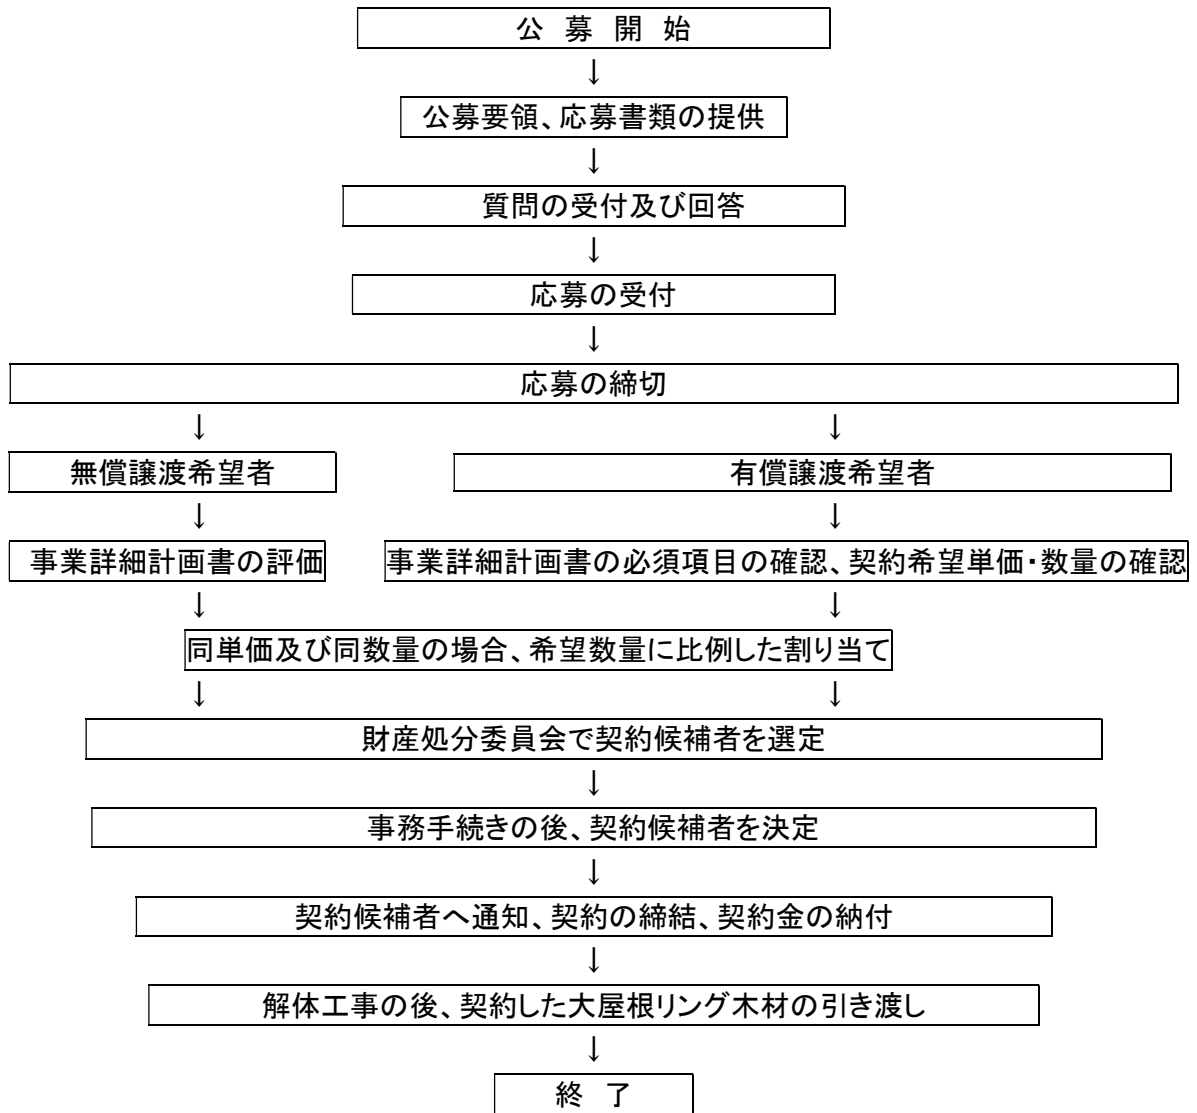 公 募 開 始
↓
公募要領、応募書類の提供
↓
質問の受付及び回答
↓
応募の受付
↓
応募の締切
↓ ↓
無償譲渡希望者 有償譲渡希望者
↓ ↓
事業詳細計画書の評価 事業詳細計画書の必須項目の確認、契約希望単価・数量の確認
↓ ↓
同単価及び同数量の場合、希望数量に比例した割り当て
↓ ↓
財産処分委員会で契約候補者を選定
↓
事務手続きの後、契約候補者を決定
↓
契約候補者へ通知、契約の締結、契約金の納付
↓
解体工事の後、契約した大屋根リング木材の引き渡し
↓
終 了